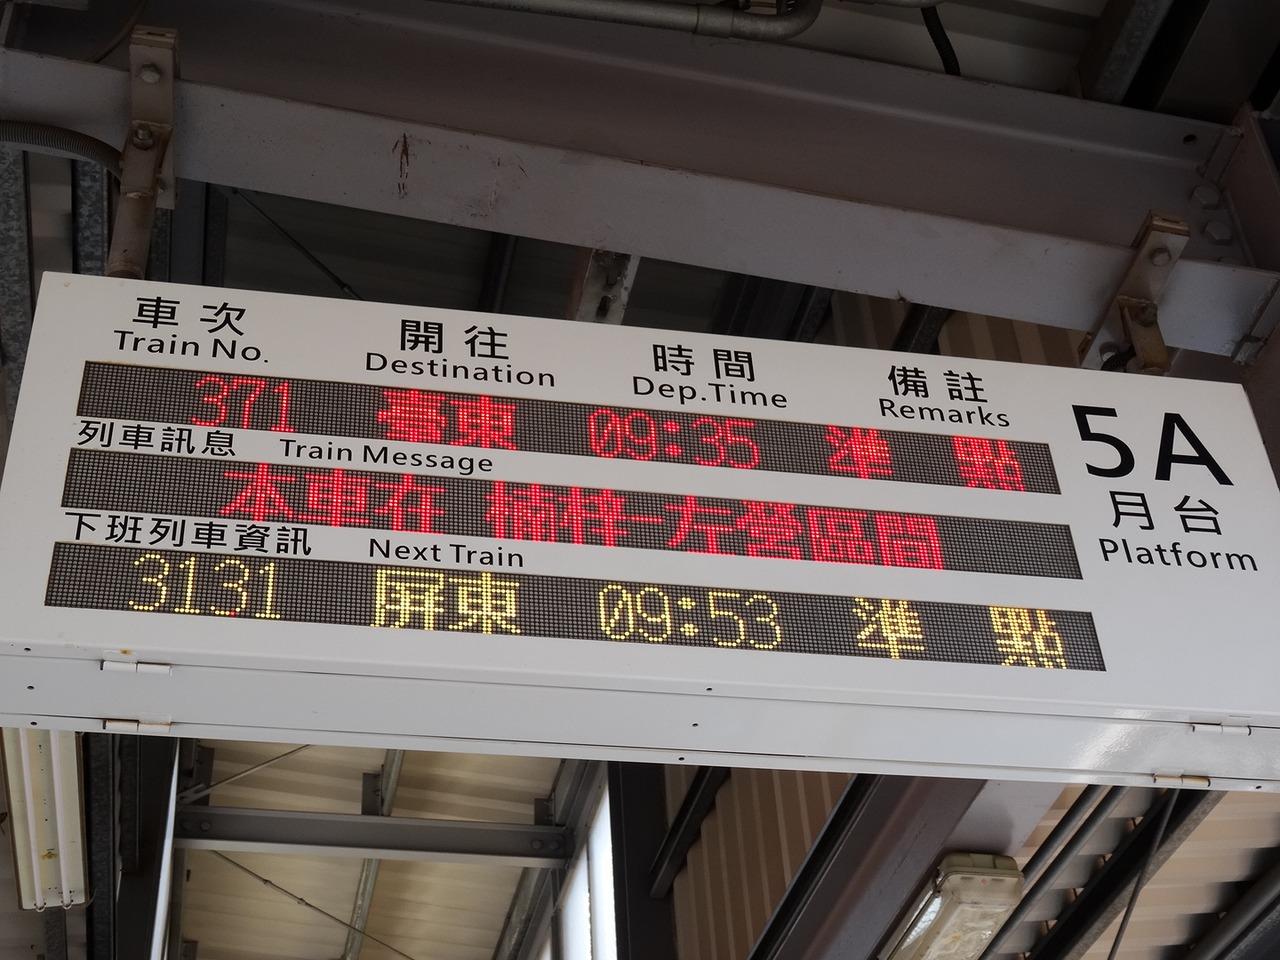 車次 開往 時間 備註
Train No. Destination Dep.Time Remarks
371 臺東 09:35 準點
列車訊息 Train Message
本車在 楠梓-左營區間
下班列車資訊 Next Train
3131 屏東 09:53 準點
5A
月台
Platform